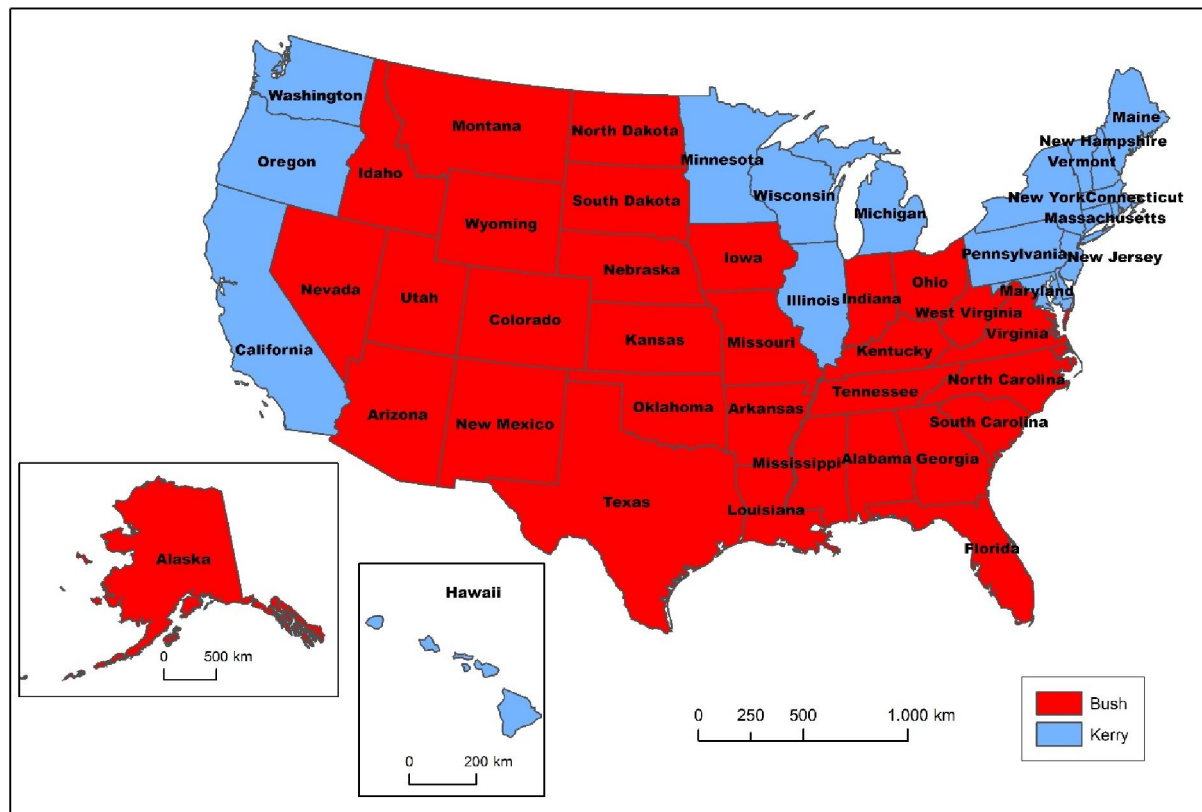 Washington
Montana
North Dakota
Minnesota
Maine
New Hampshire
Vermont
Oregon
Idaho
Wisconsin
South Dakota
Wyoming
Michigan
New York
Connecticut
Massachusetts
Pennsylvania
New Jersey
Iowa
Nebraska
Ohio
Nevada
Utah
Illinois
Indiana
Maryland
Colorado
West Virginia
Kansas
Missouri
Virginia
California
Kentucky
North Carolina
Tennessee
Oklahoma
Arkansas
Arizona
New Mexico
South Carolina
Mississippi
Alabama
Georgia
Texas
Louisiana
Florida
Alaska
0 500 km
Hawaii
0 200 km
0 250 500 1.000 km
Bush
Kerry